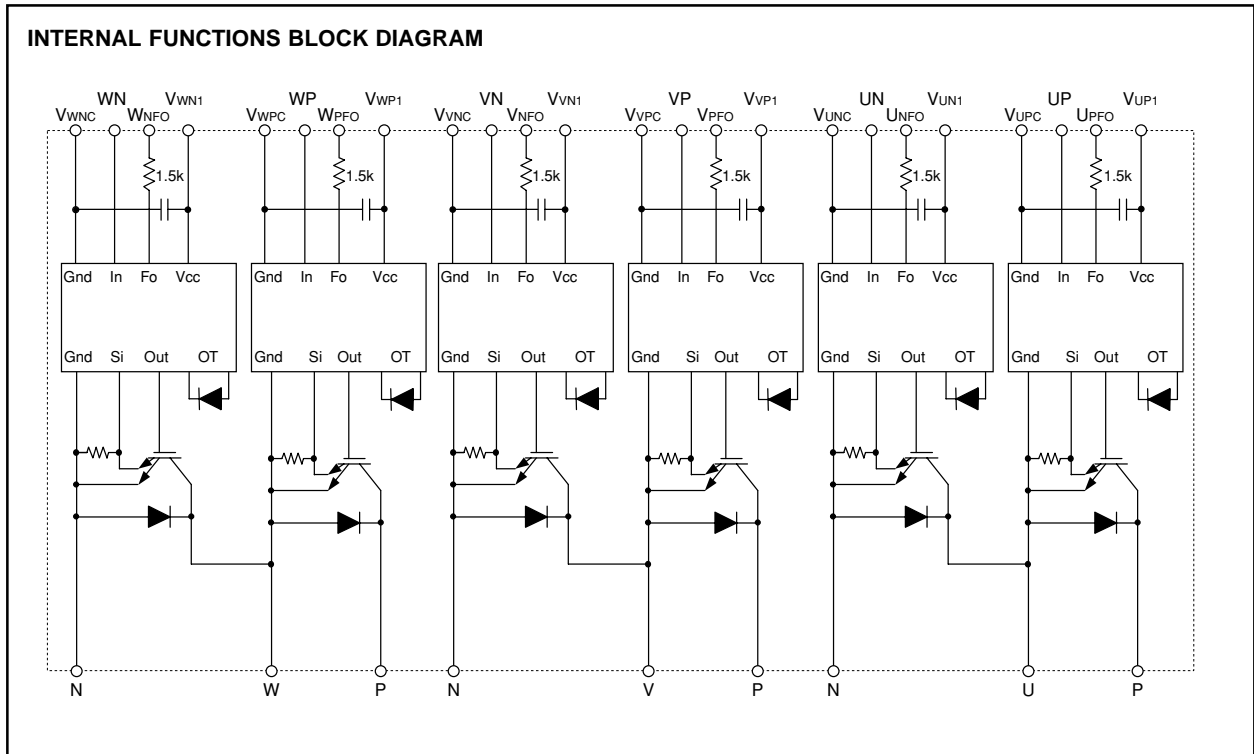 INTERNAL FUNCTIONS BLOCK DIAGRAM
WN VWN1 WP VWP1 VN VVN1 VP VVP1 UN VUN1 UP VUP1
VWNC WNFO VWPC WPFO VVNC VNFO VVPC VPFO VUNC UNFO VUPC UPFO
1.5k 1.5k 1.5k 1.5k 1.5k 1.5k
Gnd In Fo Vcc Gnd In Fo Vcc Gnd In Fo Vcc Gnd In Fo Vcc Gnd In Fo Vcc Gnd In Fo Vcc
Gnd Si Out OT Gnd Si Out OT Gnd Si Out OT Gnd Si Out OT Gnd Si Out OT Gnd Si Out OT
N W P N V P N U P